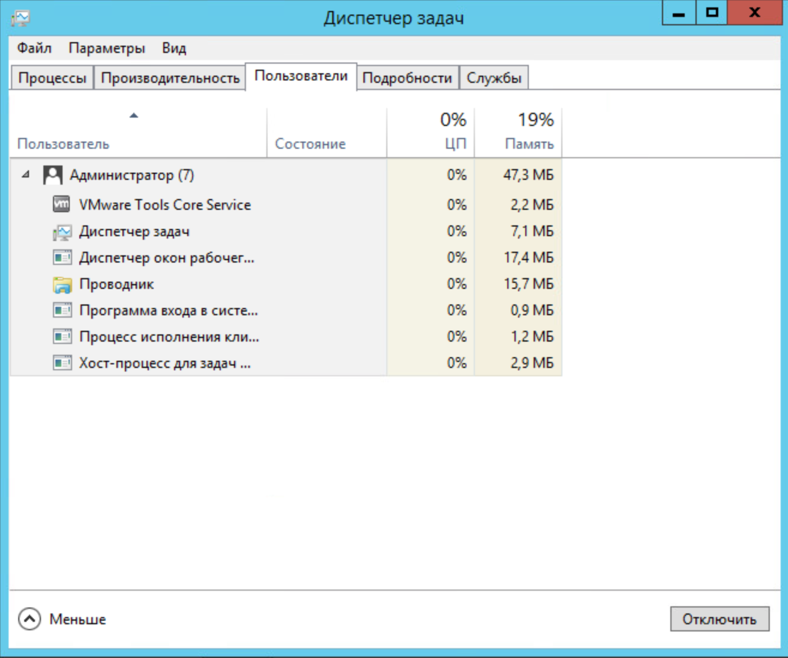 Диспетчер задач
Файл Параметры Вид
Процессы Производительность Пользователи Подробности Службы
0% 19%
Пользователь Состояние ЦП Память
Администратор (7) 0% 47,3 МБ
vm VMware Tools Core Service 0% 2,2 МБ
Диспетчер задач 0% 7,1 МБ
Диспетчер окон рабочег... 0% 17,4 МБ
Проводник 0% 15,7 МБ
Программа входа в систе... 0% 0,9 МБ
Процесс исполнения кли... 0% 1,2 МБ
Хост-процесс для задач ... 0% 2,9 МБ
Меньше Отключить